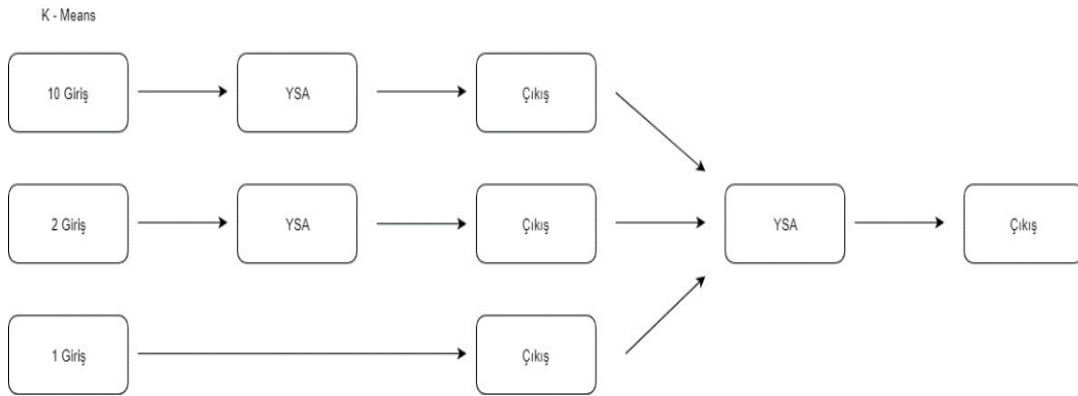 K - Means
10 Giriş
YSA
Çıkış
2 Giriş
YSA
Çıkış
YSA
Çıkış
1 Giriş
Çıkış